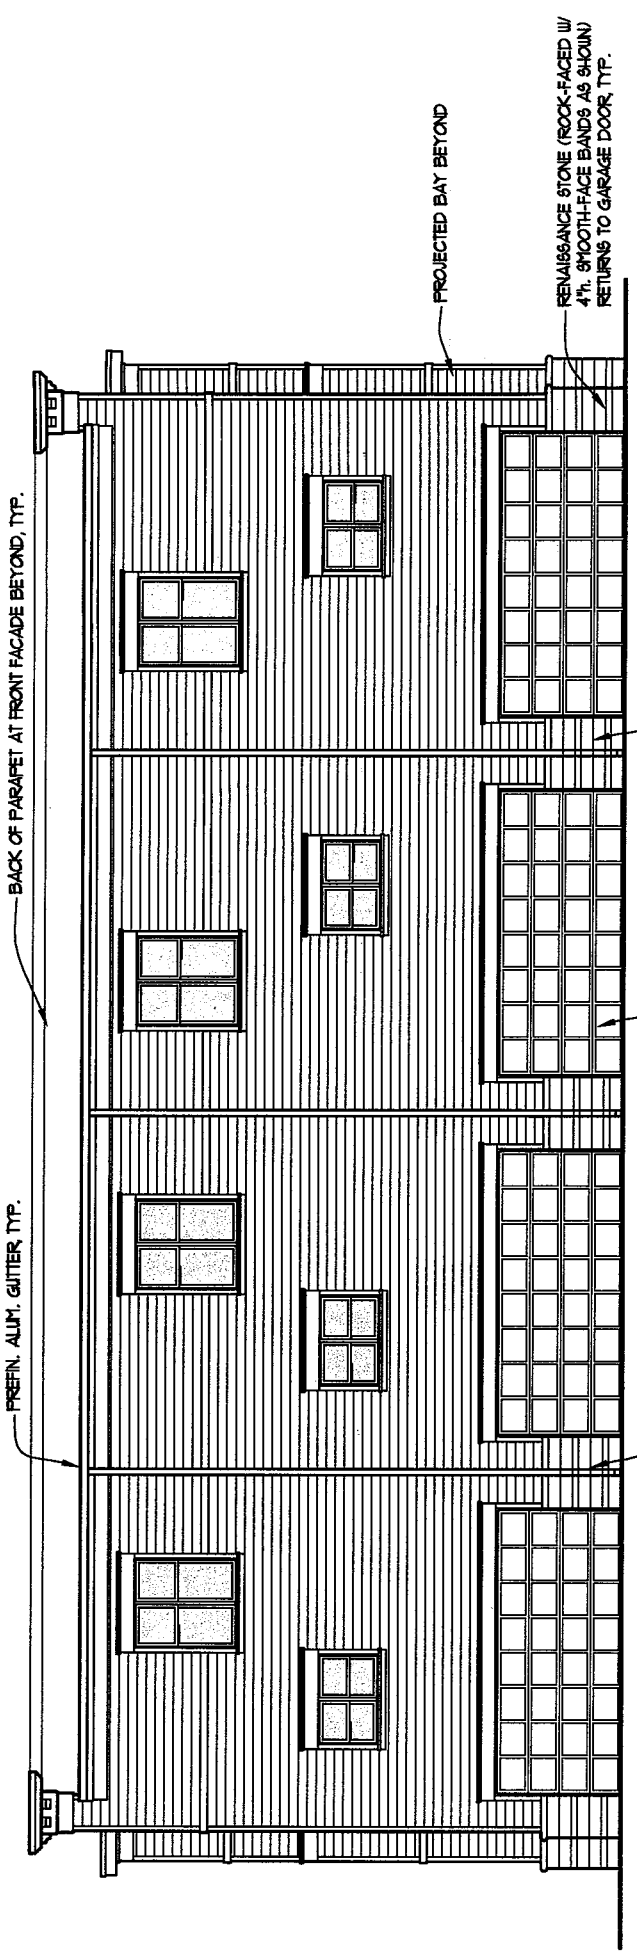 PREFIN. ALUM. GUTTER, TYP.
BACK OF PARAPET AT FRONT FACADE BEYOND, TYP.
PROJECTED BAY BEYOND
RENAISSANCE STONE (ROCK-FACED W/
4"h. SMOOTH-FACE BANDS AS SHOWN)
RETURNS TO GARAGE DOOR, TYP.